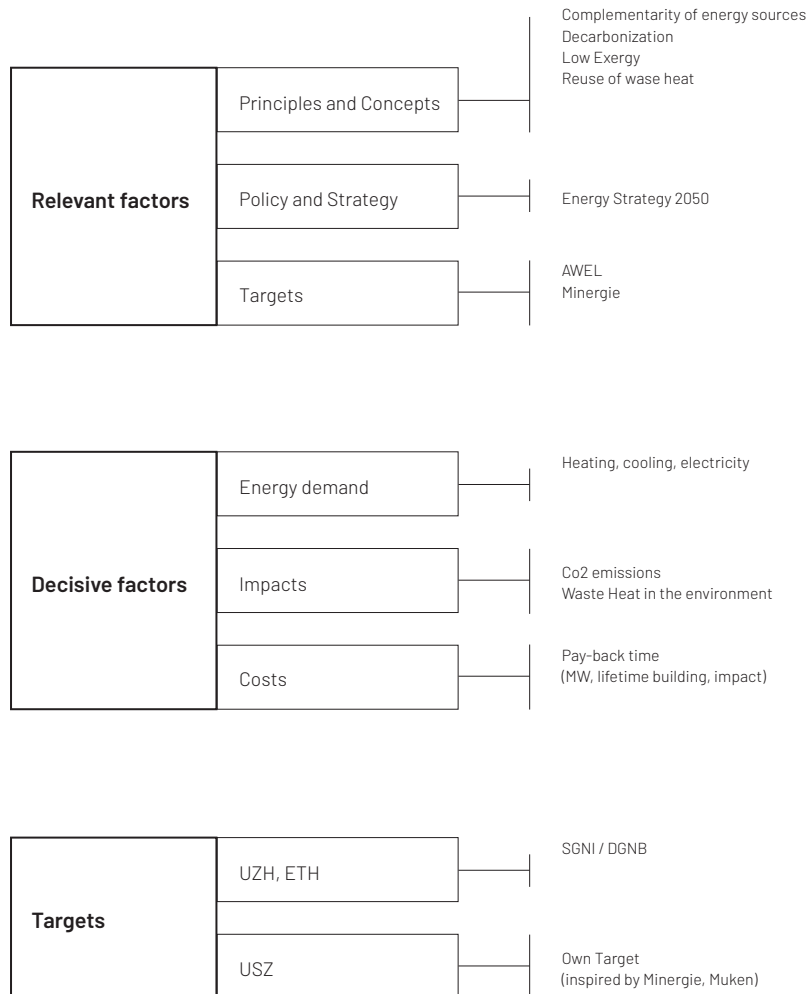 Complementarity of energy sources
Decarbonization
Low Exergy
Reuse of wase heat
Principles and Concepts
Relevant factors
Policy and Strategy
Energy Strategy 2050
Targets
AWEL
Minergie
Energy demand
Heating, cooling, electricity
Decisive factors
Impacts
Co2 emissions
Waste Heat in the environment
Costs
Pay-back time
(MW, lifetime building, impact)
UZH, ETH
SGNI / DGNB
Targets
USZ
Own Target
(inspired by Minergie, Muken)